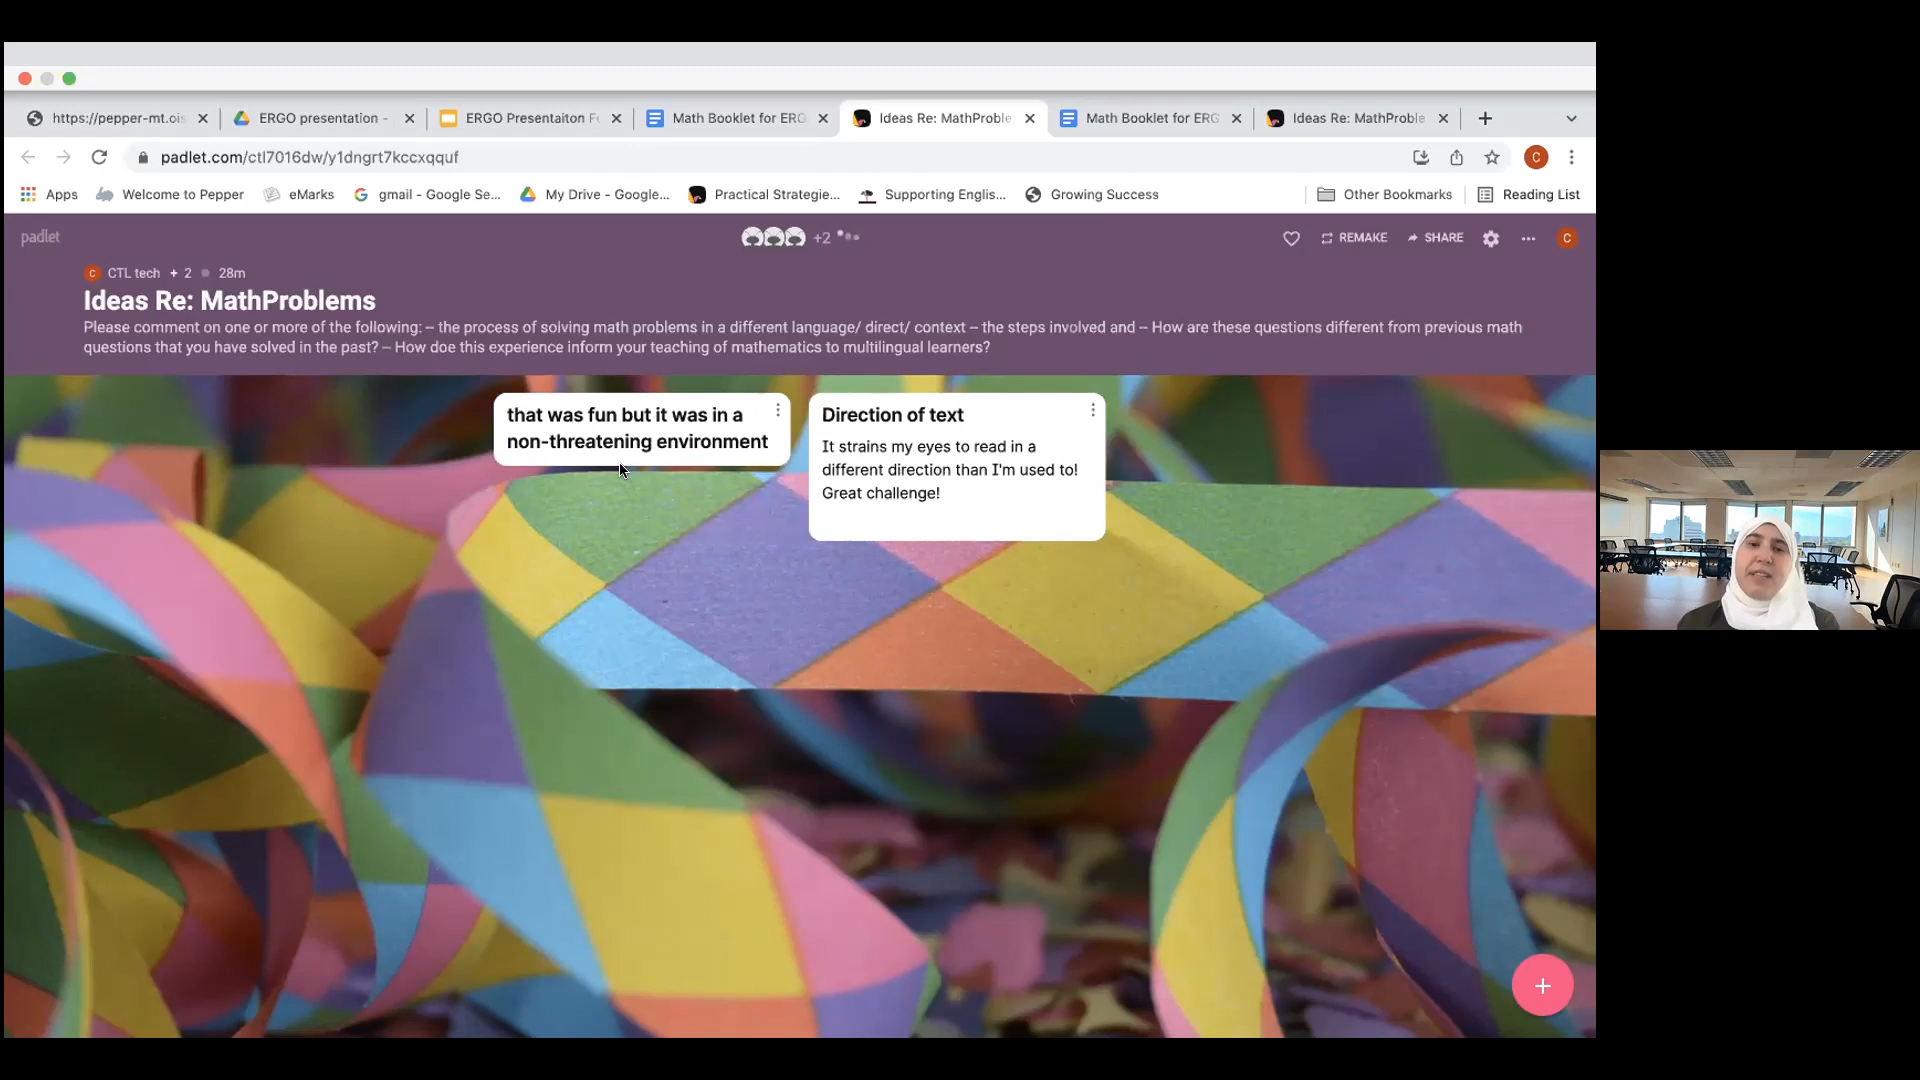 https://pepper-mt.ois
ERGO presentation -
ERGO Presentaiton Fe
Math Booklet for ERG
Ideas Re: MathProble
Math Booklet for ERG
Ideas Re: MathProble
padlet.com/ctl7016dw/y1dngrt7kccxqquf
C
Apps
Welcome to Pepper
eMarks
gmail - Google Se...
My Drive - Google...
Practical Strategie...
Supporting Englis...
Growing Success
Other Bookmarks
Reading List
padlet
+2
REMAKE
SHARE
C
C CTL tech + 2 28m
Ideas Re: MathProblems
Please comment on one or more of the following: – the process of solving math problems in a different language/ direct/ context – the steps involved and – How are these questions different from previous math
questions that you have solved in the past? – How doe this experience inform your teaching of mathematics to multilingual learners?
that was fun but it was in a
non-threatening environment
Direction of text
It strains my eyes to read in a
different direction than I'm used to!
Great challenge!